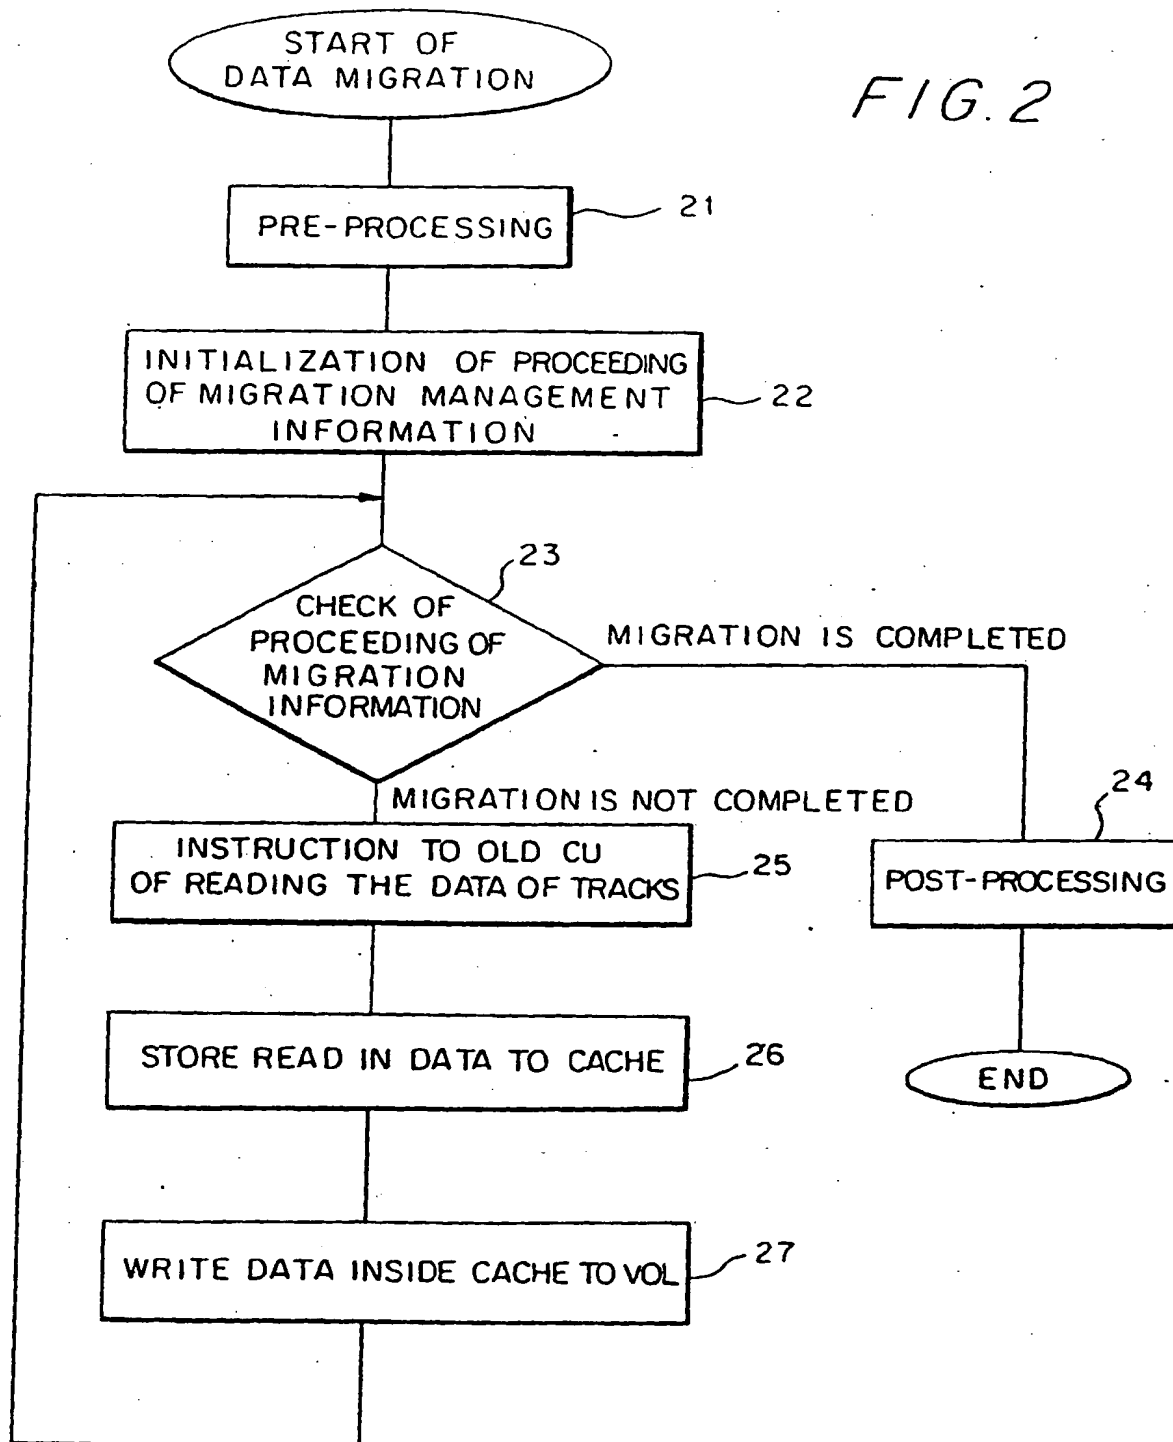 START OF
DATA MIGRATION
FIG. 2
PRE-PROCESSING
21
INITIALIZATION OF PROCEEDING
OF MIGRATION MANAGEMENT
INFORMATION
22
23
CHECK OF
PROCEEDING OF
MIGRATION
INFORMATION
MIGRATION IS COMPLETED
MIGRATION IS NOT COMPLETED
24
INSTRUCTION TO OLD CU
OF READING THE DATA OF TRACKS
25
POST-PROCESSING
STORE READ IN DATA TO CACHE
26
END
WRITE DATA INSIDE CACHE TO VOL
27